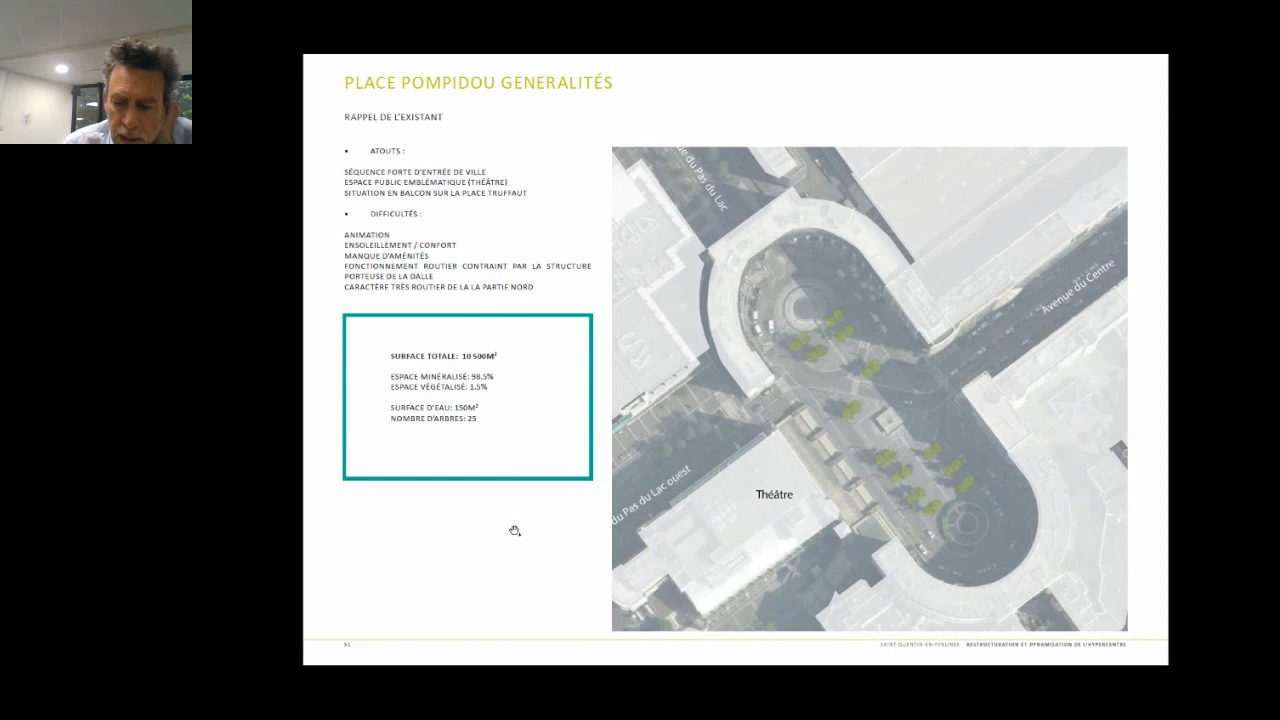 PLACE POMPIDOU GENERALITÉS
RAPPEL DE L'EXISTANT
• ATOUTS :
SÉQUENCE FORTE D'ENTRÉE DE VILLE
ESPACE PUBLIC EMBLÉMATIQUE (THÉÂTRE)
SITUATION EN BALCON SUR LA PLACE TRUFFAUT
• DIFFICULTÉS :
ANIMATION
ENSOLEILLEMENT / CONFORT
MANQUE D'AMÉNITÉS
FONCTIONNEMENT ROUTIER CONTRAINT PAR LA STRUCTURE
PORTEUSE DE LA DALLE
CARACTÈRE TRÈS ROUTIER DE LA LA PARTIE NORD
SURFACE TOTALE: 10 500M²
ESPACE MINÉRALISÉ: 98.5%
ESPACE VÉGÉTALISÉ: 1.5%
SURFACE D'EAU: 150M²
NOMBRE D'ARBRES: 25
ue du Pas du Lac
Avenue du Centre
du Pas du Lac ouest
Théâtre
51
SAINT-QUENTIN-EN-YVELINES RESTRUCTURATION ET DYNAMISATION DE L'HYPERCENTRE